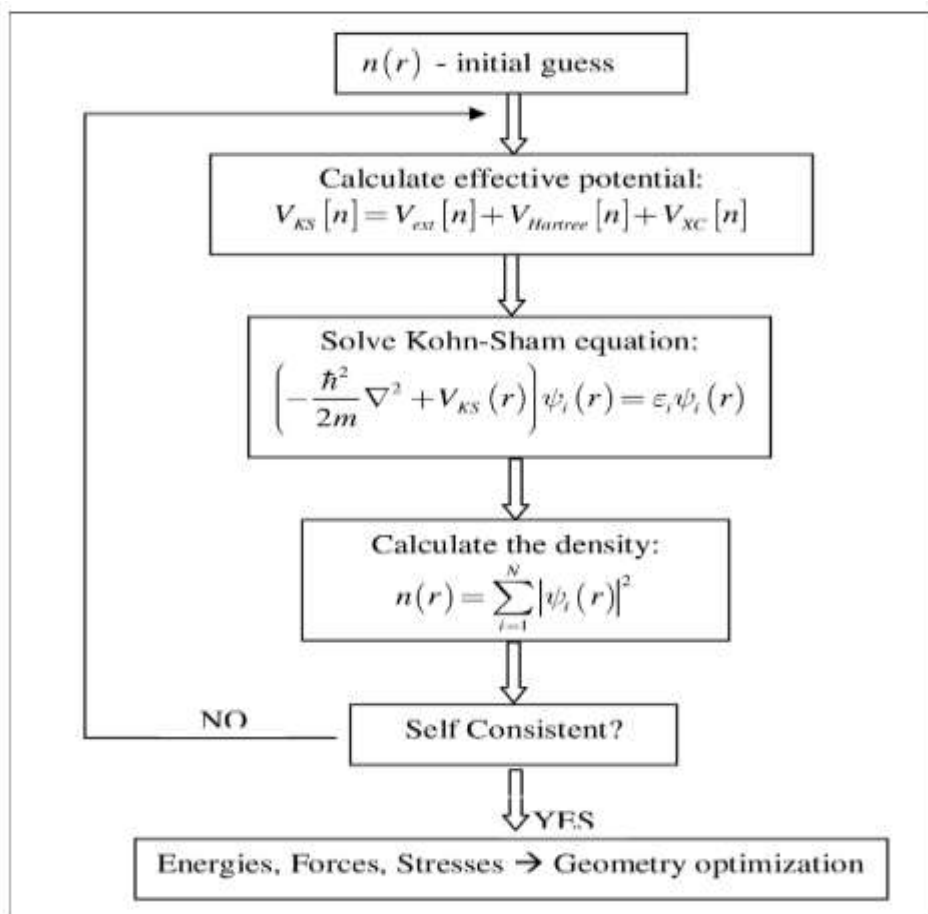 n(r) - initial guess
Calculate effective potential:
V_KS [n] = V_ext [n] + V_Hartree [n] + V_XC [n]
Solve Kohn-Sham equation:
(-ℏ²/2m ∇² + V_KS (r)) ψ_i (r) = ε_i ψ_i (r)
Calculate the density:
n(r) = ∑_{i=1}^{N} |ψ_i (r)|²
NO
Self Consistent?
YES
Energies, Forces, Stresses → Geometry optimization